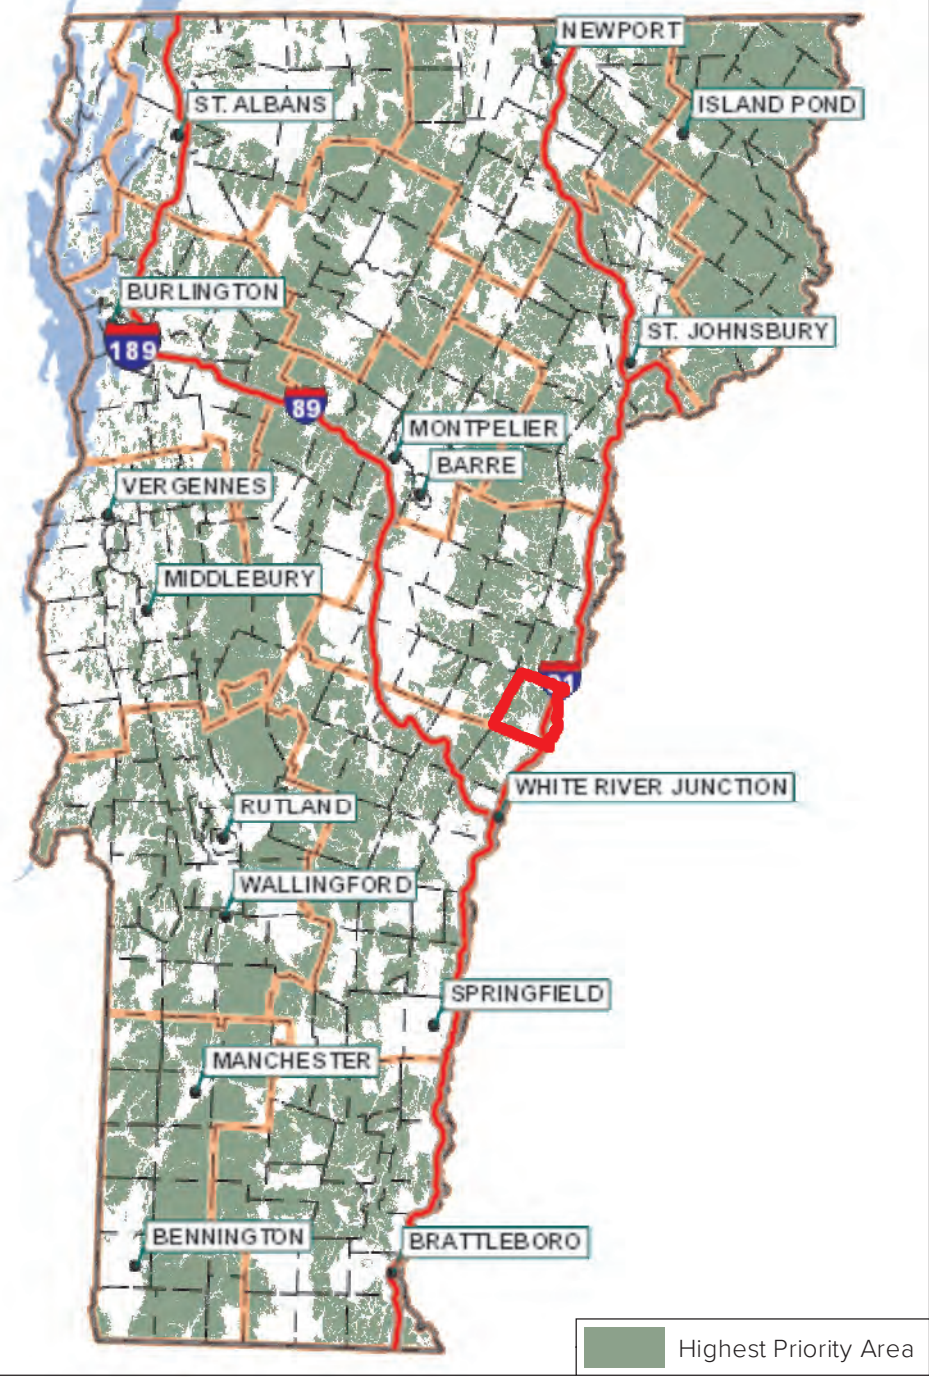 NEWPORT
ST. ALBANS
ISLAND POND
BURLINGTON
189
ST. JOHNSBURY
89
MONTPELIER
BARRE
VERGENNES
MIDDLEBURY
WHITE RIVER JUNCTION
RUTLAND
WALLINGFORD
SPRINGFIELD
MANCHESTER
BENNINGTON
BRATTLEBORO
Highest Priority Area